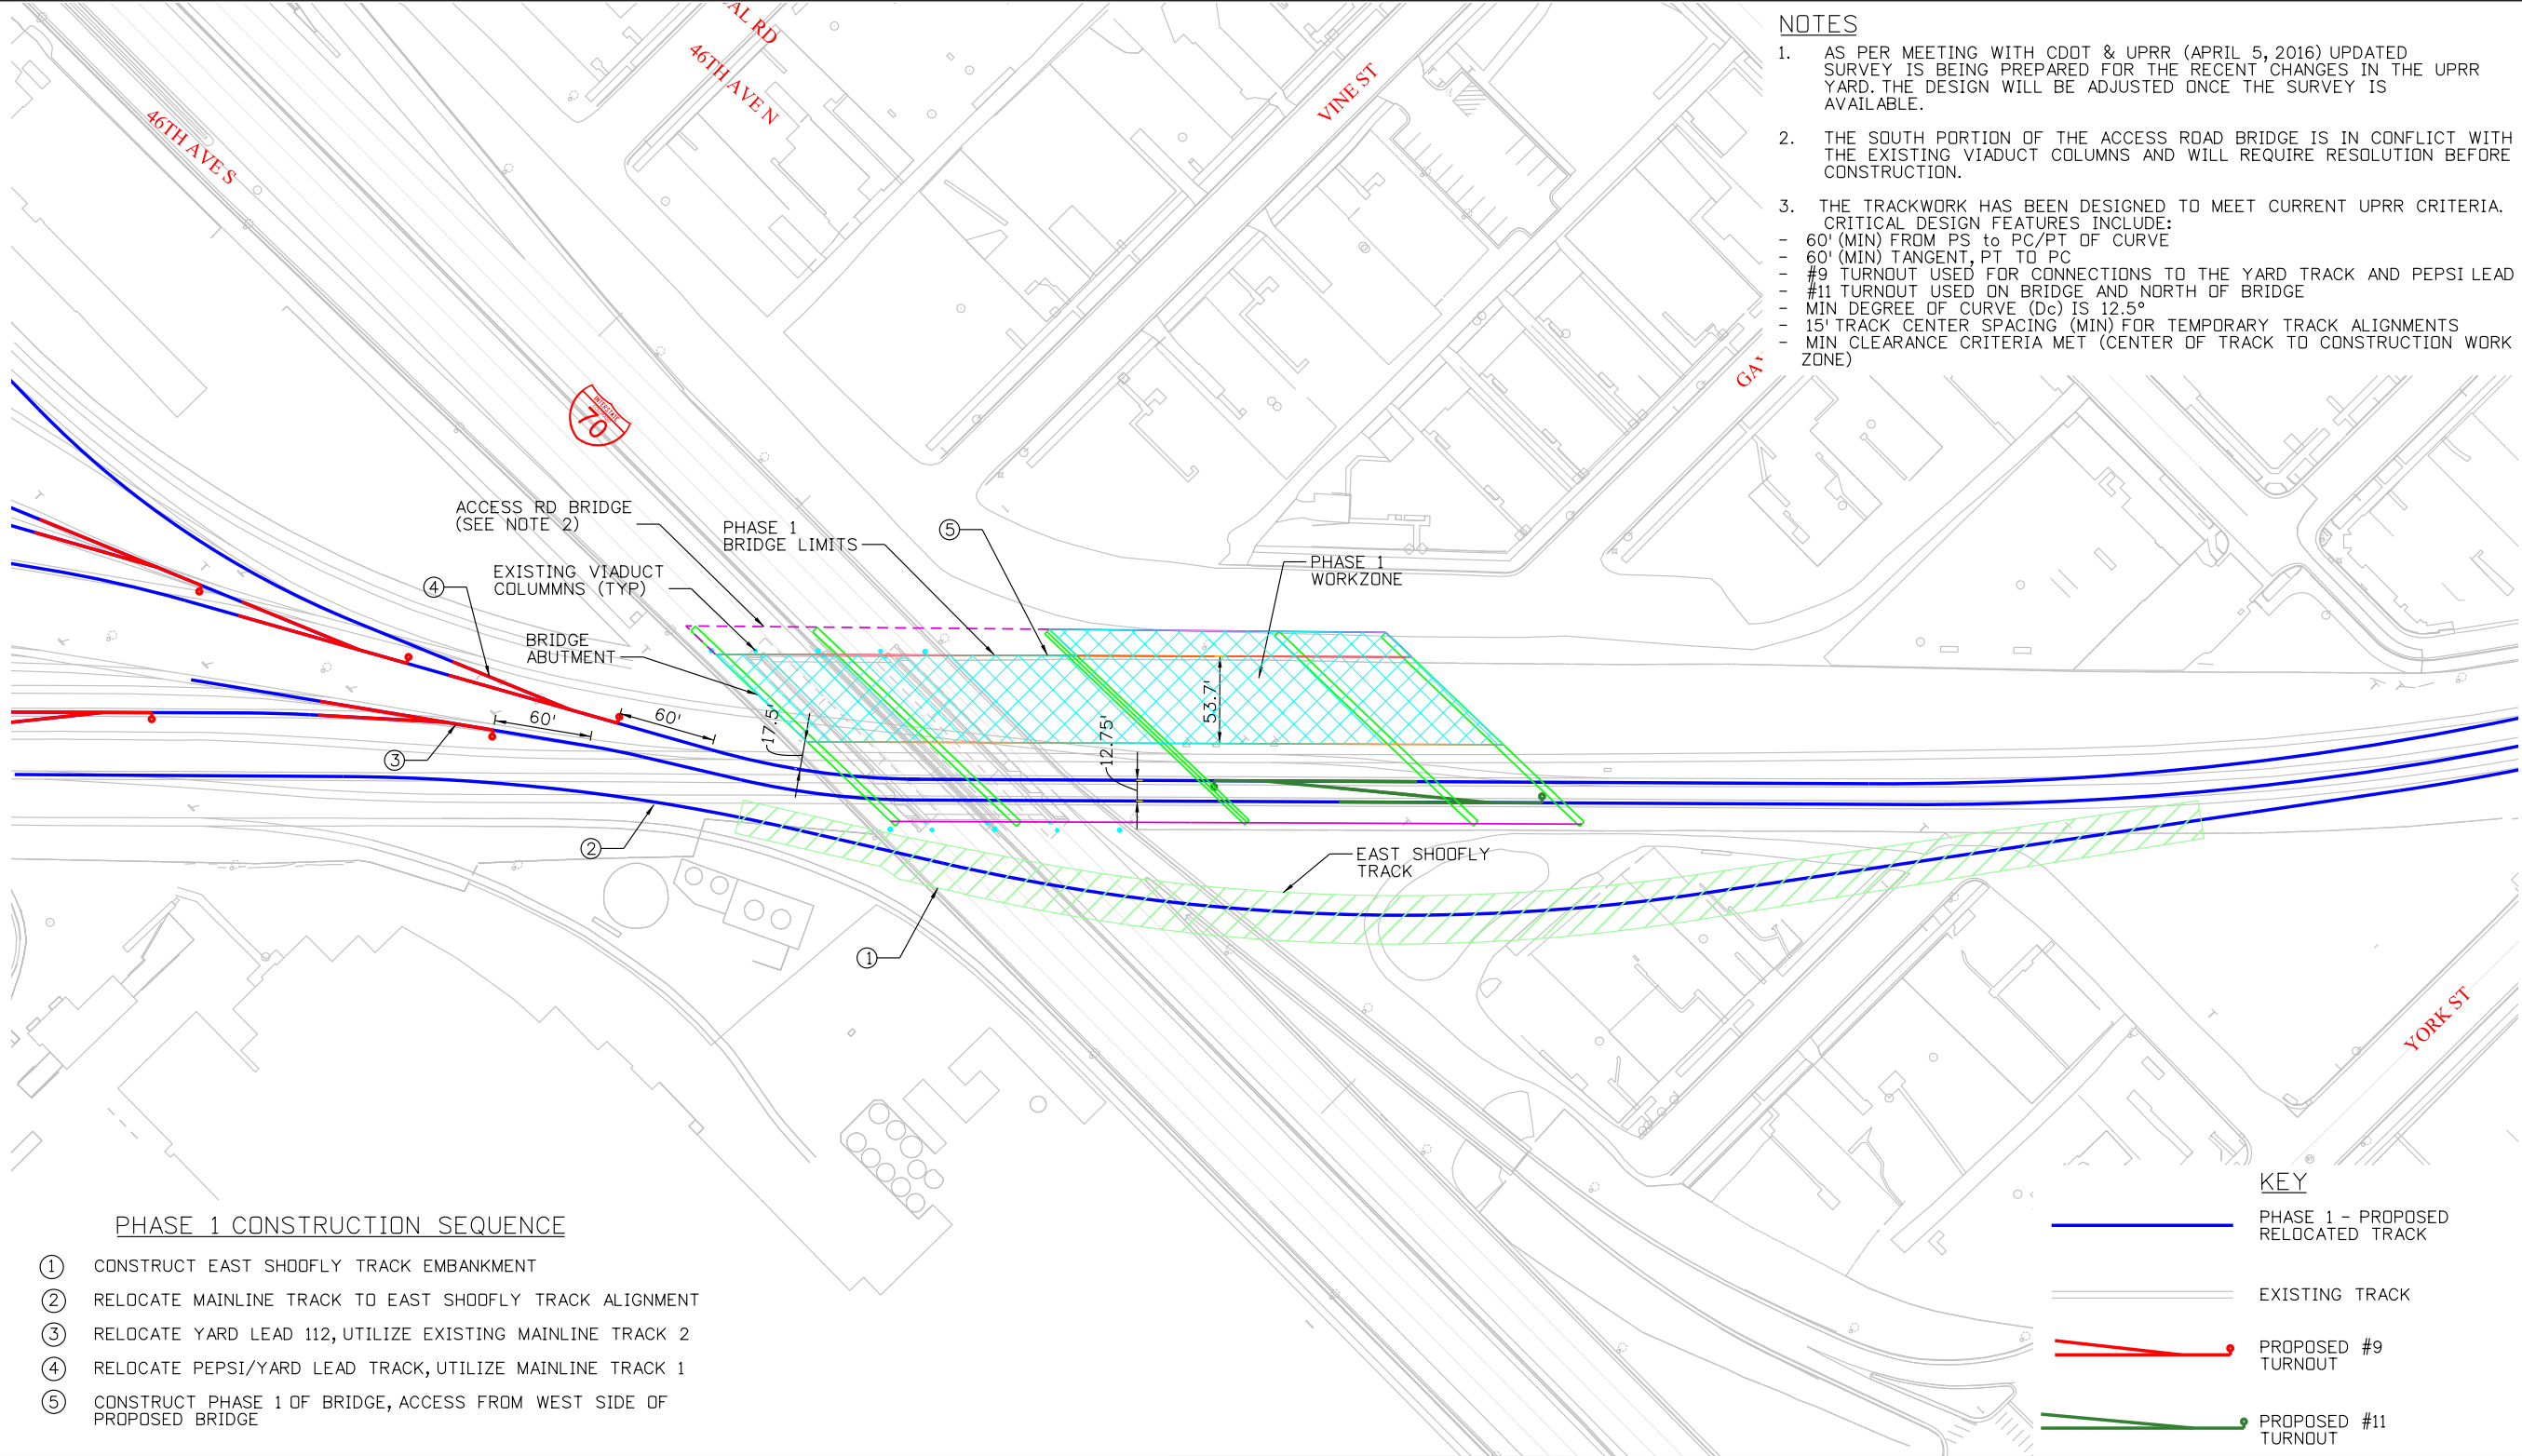 AL RD
46TH AVE N
46TH AVE S
VINE ST
NOTES
1. AS PER MEETING WITH CDOT & UPRR (APRIL 5, 2016) UPDATED
SURVEY IS BEING PREPARED FOR THE RECENT CHANGES IN THE UPRR
YARD. THE DESIGN WILL BE ADJUSTED ONCE THE SURVEY IS
AVAILABLE.
2. THE SOUTH PORTION OF THE ACCESS ROAD BRIDGE IS IN CONFLICT WITH
THE EXISTING VIADUCT COLUMNS AND WILL REQUIRE RESOLUTION BEFORE
CONSTRUCTION.
3. THE TRACKWORK HAS BEEN DESIGNED TO MEET CURRENT UPRR CRITERIA.
CRITICAL DESIGN FEATURES INCLUDE:
- 60' (MIN) FROM PS to PC/PT OF CURVE
- 60' (MIN) TANGENT, PT TO PC
- #9 TURNOUT USED FOR CONNECTIONS TO THE YARD TRACK AND PEPSI LEAD
- #11 TURNOUT USED ON BRIDGE AND NORTH OF BRIDGE
- MIN DEGREE OF CURVE (Dc) IS 12.5°
- 15' TRACK CENTER SPACING (MIN) FOR TEMPORARY TRACK ALIGNMENTS
- MIN CLEARANCE CRITERIA MET (CENTER OF TRACK TO CONSTRUCTION WORK
ZONE)
GA
INTERSTATE
70
ACCESS RD BRIDGE
(SEE NOTE 2)
PHASE 1
BRIDGE LIMITS
5
PHASE 1
WORKZONE
EXISTING VIADUCT
COLUMMNS (TYP)
4
BRIDGE
ABUTMENT
60'
60'
17.5'
12.75'
53.7'
3
2
EAST SHOOFLY
TRACK
1
YORK ST
PHASE 1 CONSTRUCTION SEQUENCE
1 CONSTRUCT EAST SHOOFLY TRACK EMBANKMENT
2 RELOCATE MAINLINE TRACK TO EAST SHOOFLY TRACK ALIGNMENT
3 RELOCATE YARD LEAD 112, UTILIZE EXISTING MAINLINE TRACK 2
4 RELOCATE PEPSI/YARD LEAD TRACK, UTILIZE MAINLINE TRACK 1
5 CONSTRUCT PHASE 1 OF BRIDGE, ACCESS FROM WEST SIDE OF
PROPOSED BRIDGE
KEY
PHASE 1 - PROPOSED
RELOCATED TRACK
EXISTING TRACK
PROPOSED #9
TURNOUT
PROPOSED #11
TURNOUT